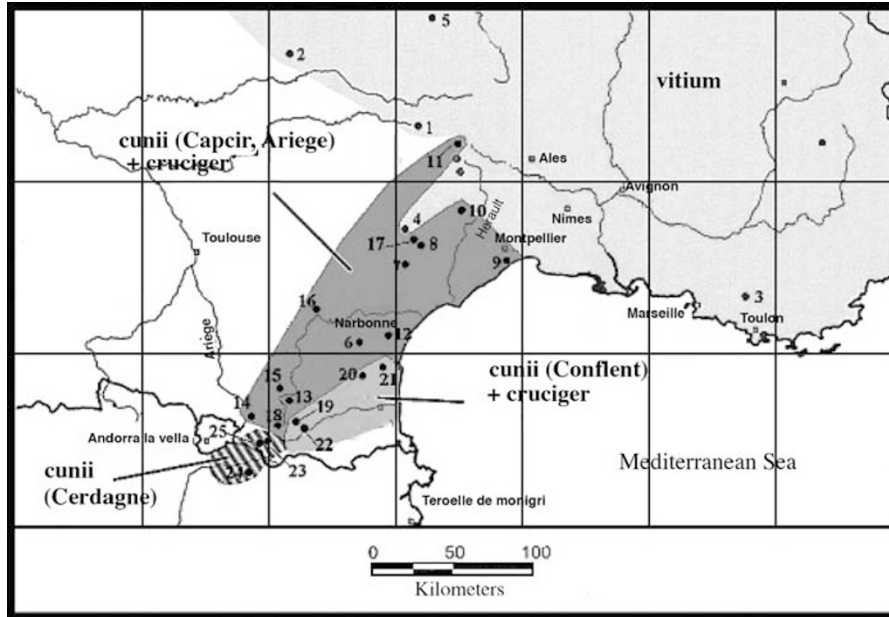 5
2
vitium
1
cunii (Capcir, Ariege)
+ cruciger
11
Ales
Avignon
10
Herault
Nimes
4
Toulouse
17
8
Montpellier
7
9
3
16
Marseille
Toulon
Narbonne
12
6
Ariege
21
cunii (Conflent)
+ cruciger
20
15
13
14
19
18
25
Andorra la vella
22
cunii
(Cerdagne)
24
23
Mediterranean Sea
Teroelle de monigri
0 50 100
Kilometers